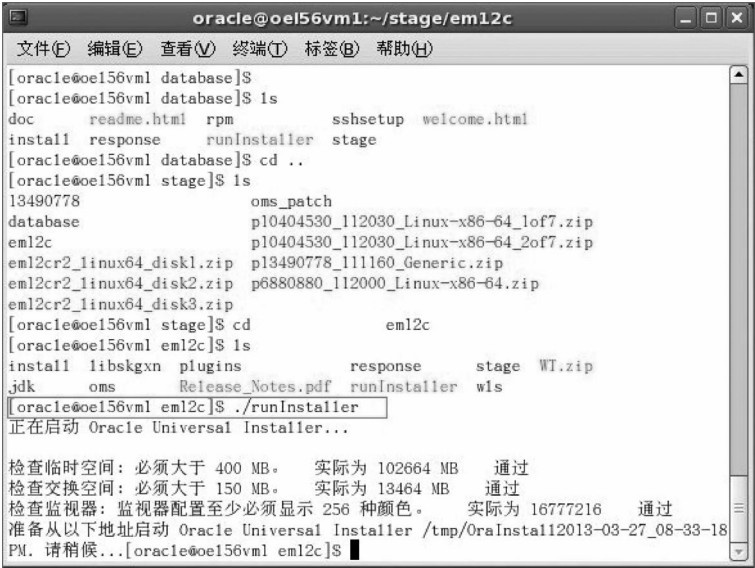 oracle@oel56vm1:~/stage/em12c
文件(F) 编辑(E) 查看(V) 终端(T) 标签(B) 帮助(H)
[oracle@oel56vm1 database]$
[oracle@oel56vm1 database]$ ls
doc readme.html rpm sshsetup welcome.html
install response runInstaller stage
[oracle@oel56vm1 database]$ cd ..
[oracle@oel56vm1 stage]$ ls
13490778 oms_patch
database p10404530_112030_Linux-x86-64_1of7.zip
em12c p10404530_112030_Linux-x86-64_2of7.zip
em12cr2_linux64_disk1.zip p13490778_111160_Generic.zip
em12cr2_linux64_disk2.zip p6880880_112000_Linux-x86-64.zip
em12cr2_linux64_disk3.zip
[oracle@oel56vm1 stage]$ cd em12c
[oracle@oel56vm1 em12c]$ ls
install libskgxn plugins response stage WT.zip
jdk oms Release_Notes.pdf runInstaller wls
[oracle@oel56vm1 em12c]$ ./runInstaller
正在启动 Oracle Universal Installer...
检查临时空间: 必须大于 400 MB。 实际为 102664 MB 通过
检查交换空间: 必须大于 150 MB。 实际为 13464 MB 通过
检查监视器: 监视器配置至少必须显示 256 种颜色。 实际为 16777216 通过
准备从以下地址启动 Oracle Universal Installer /tmp/OraInstall2013-03-27_08-33-18
PM. 请稍候...[oracle@oel56vm1 em12c]$